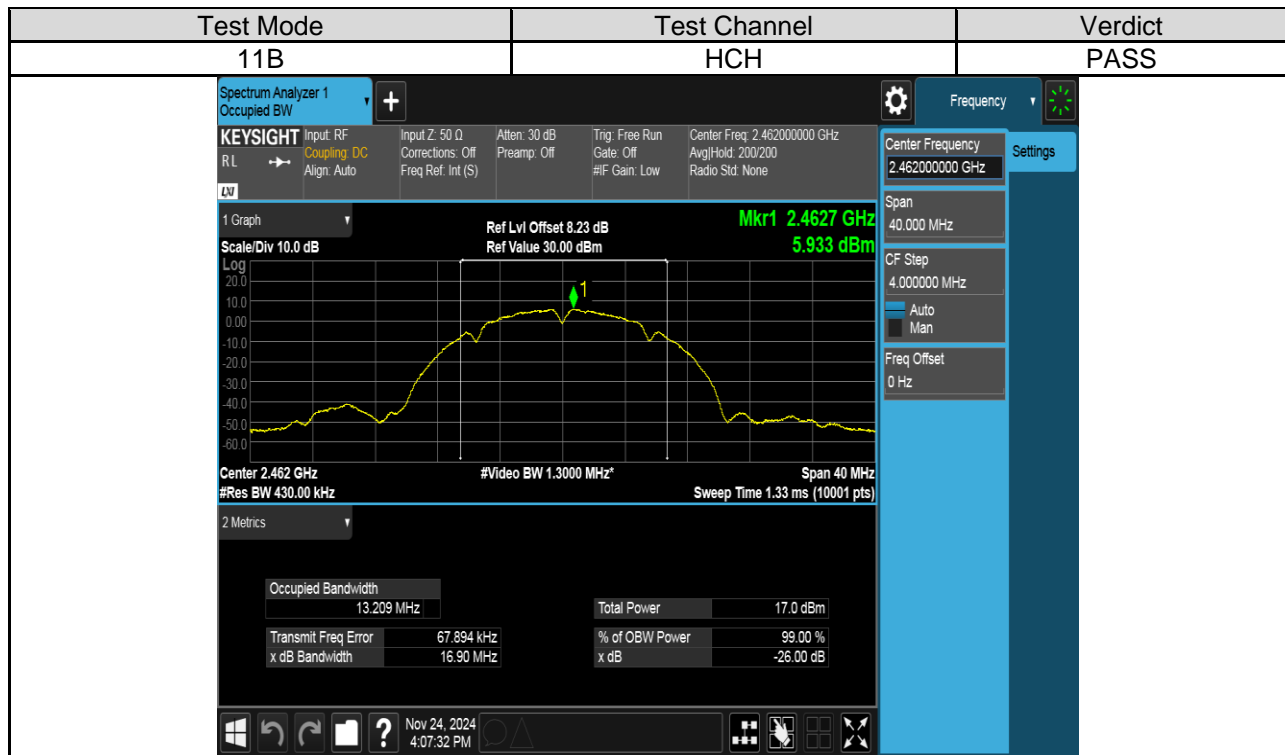 Test Mode Test Channel Verdict
11B HCH PASS
Spectrum Analyzer 1
Occupied BW
+
Frequency
KEYSIGHT
RL
LXI
Input: RF
Coupling: DC
Align: Auto
Input Z: 50 Ω
Corrections: Off
Freq Ref: Int (S)
Atten: 30 dB
Preamp: Off
Trig: Free Run
Gate: Off
#IF Gain: Low
Center Freq: 2.462000000 GHz
Avg|Hold: 200/200
Radio Std: None
Center Frequency
2.462000000 GHz
Settings
Span
40.000 MHz
CF Step
4.000000 MHz
Auto
Man
Freq Offset
0 Hz
1 Graph
Scale/Div 10.0 dB
Ref Lvl Offset 8.23 dB
Ref Value 30.00 dBm
Mkr1 2.4627 GHz
5.933 dBm
Log
20.0
10.0
0.00
-10.0
-20.0
-30.0
-40.0
-50.0
-60.0
1
Center 2.462 GHz
#Res BW 430.00 kHz
#Video BW 1.3000 MHz*
Span 40 MHz
Sweep Time 1.33 ms (10001 pts)
2 Metrics
Occupied Bandwidth
13.209 MHz
Total Power 17.0 dBm
Transmit Freq Error 67.894 kHz
% of OBW Power 99.00 %
x dB Bandwidth 16.90 MHz
x dB -26.00 dB
?
Nov 24, 2024
4:07:32 PM